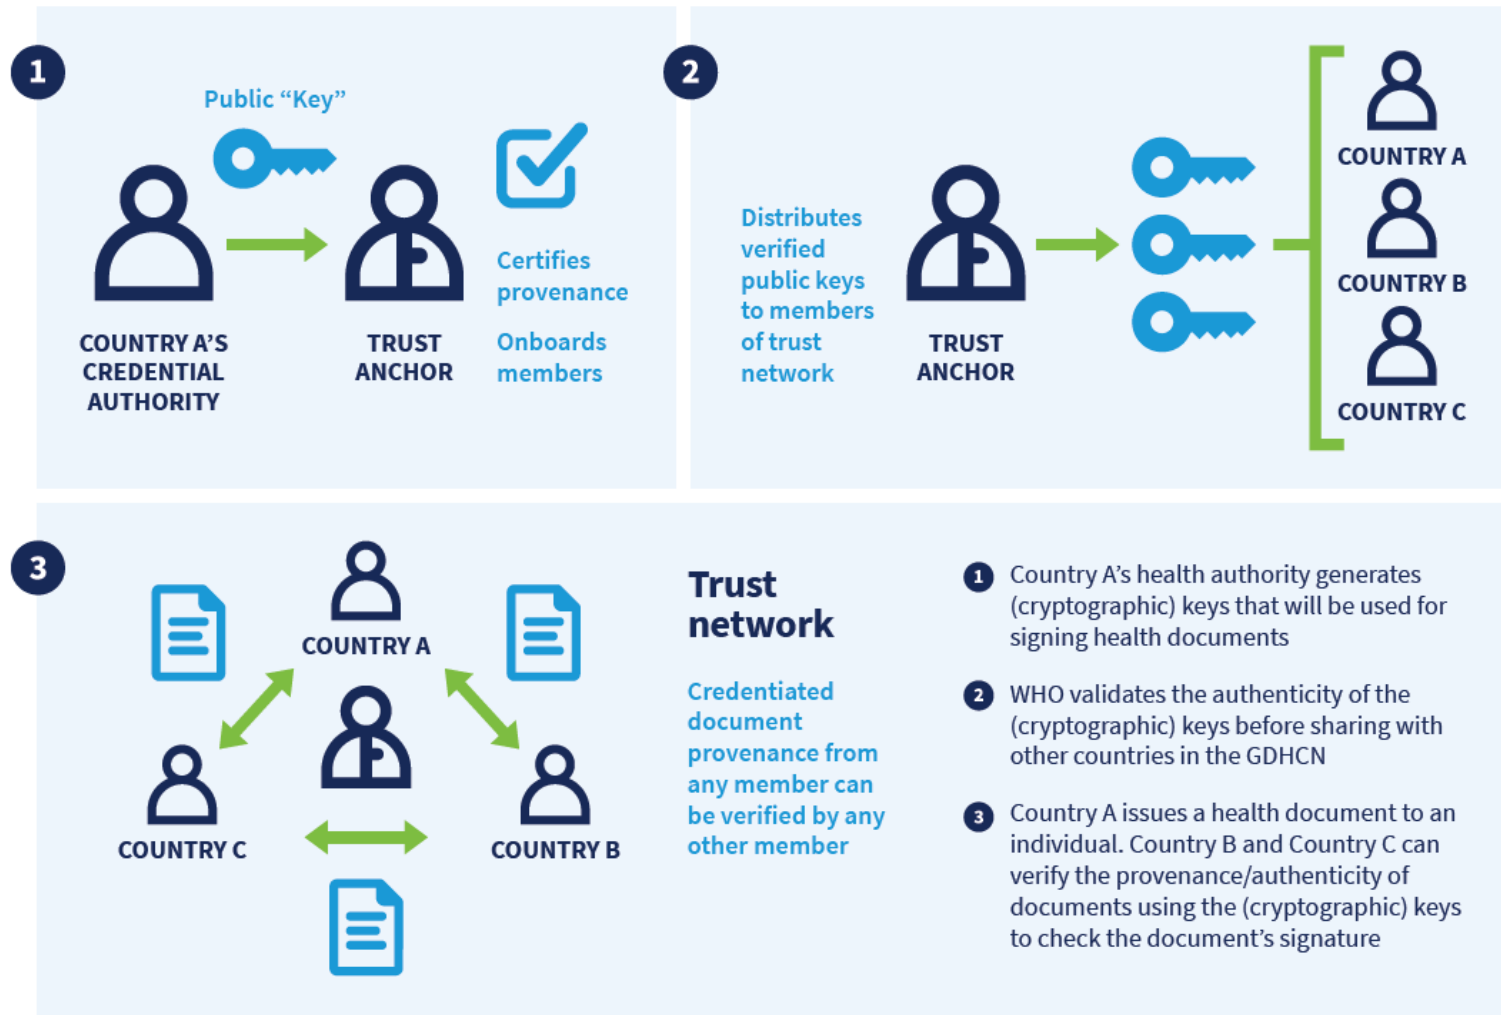 1
Public “Key”
Certifies
provenance
Onboards
members
COUNTRY A’S
CREDENTIAL
AUTHORITY
TRUST
ANCHOR
2
Distributes
verified
public keys
to members
of trust
network
TRUST
ANCHOR
COUNTRY A
COUNTRY B
COUNTRY C
3
COUNTRY A
COUNTRY C
COUNTRY B
Trust
network
Credentiated
document
provenance from
any member can
be verified by any
other member
1 Country A’s health authority generates
(cryptographic) keys that will be used for
signing health documents
2 WHO validates the authenticity of the
(cryptographic) keys before sharing with
other countries in the GDHCN
3 Country A issues a health document to an
individual. Country B and Country C can
verify the provenance/authenticity of
documents using the (cryptographic) keys
to check the document’s signature